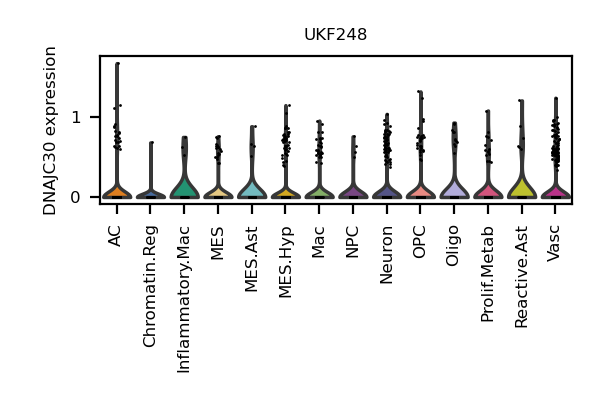 UKF248
DNAJC30 expression
1
0
AC
Chromatin.Reg
Inflammatory.Mac
MES
MES.Ast
MES.Hyp
Mac
NPC
Neuron
OPC
Oligo
Prolif.Metab
Reactive.Ast
Vasc